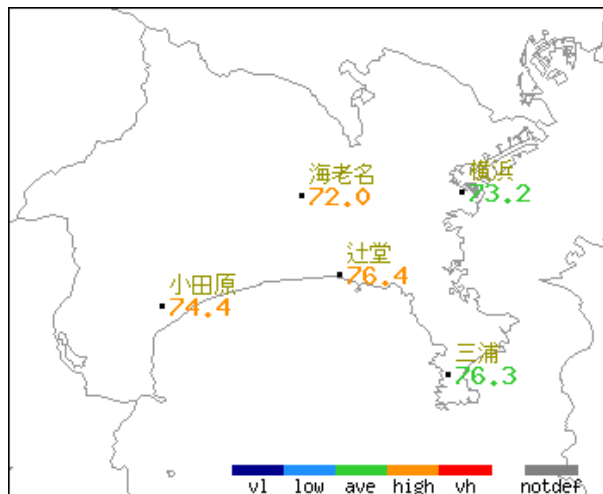 海老名
72.0
横浜
73.2
辻堂
76.4
小田原
74.4
三浦
76.3
vl low ave high vh notdef